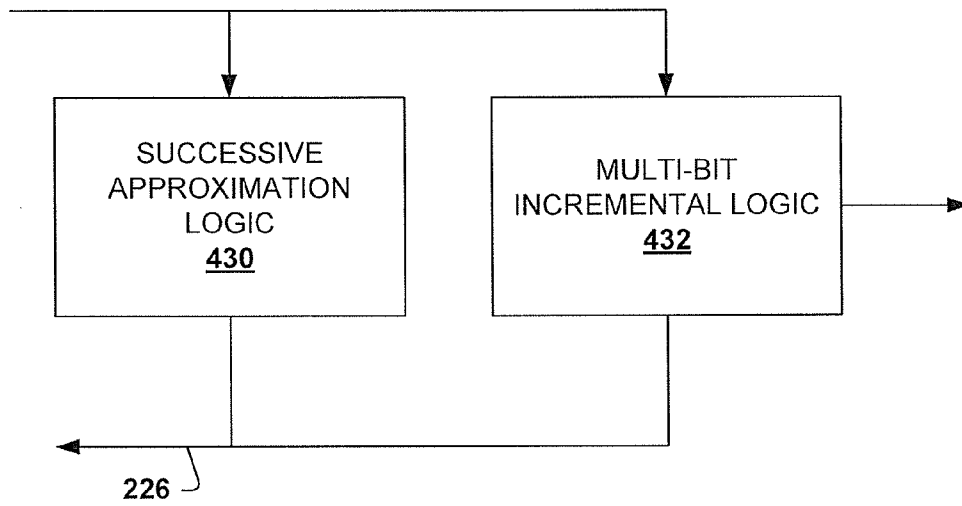 SUCCESSIVE
APPROXIMATION
LOGIC
430
MULTI-BIT
INCREMENTAL LOGIC
432
226